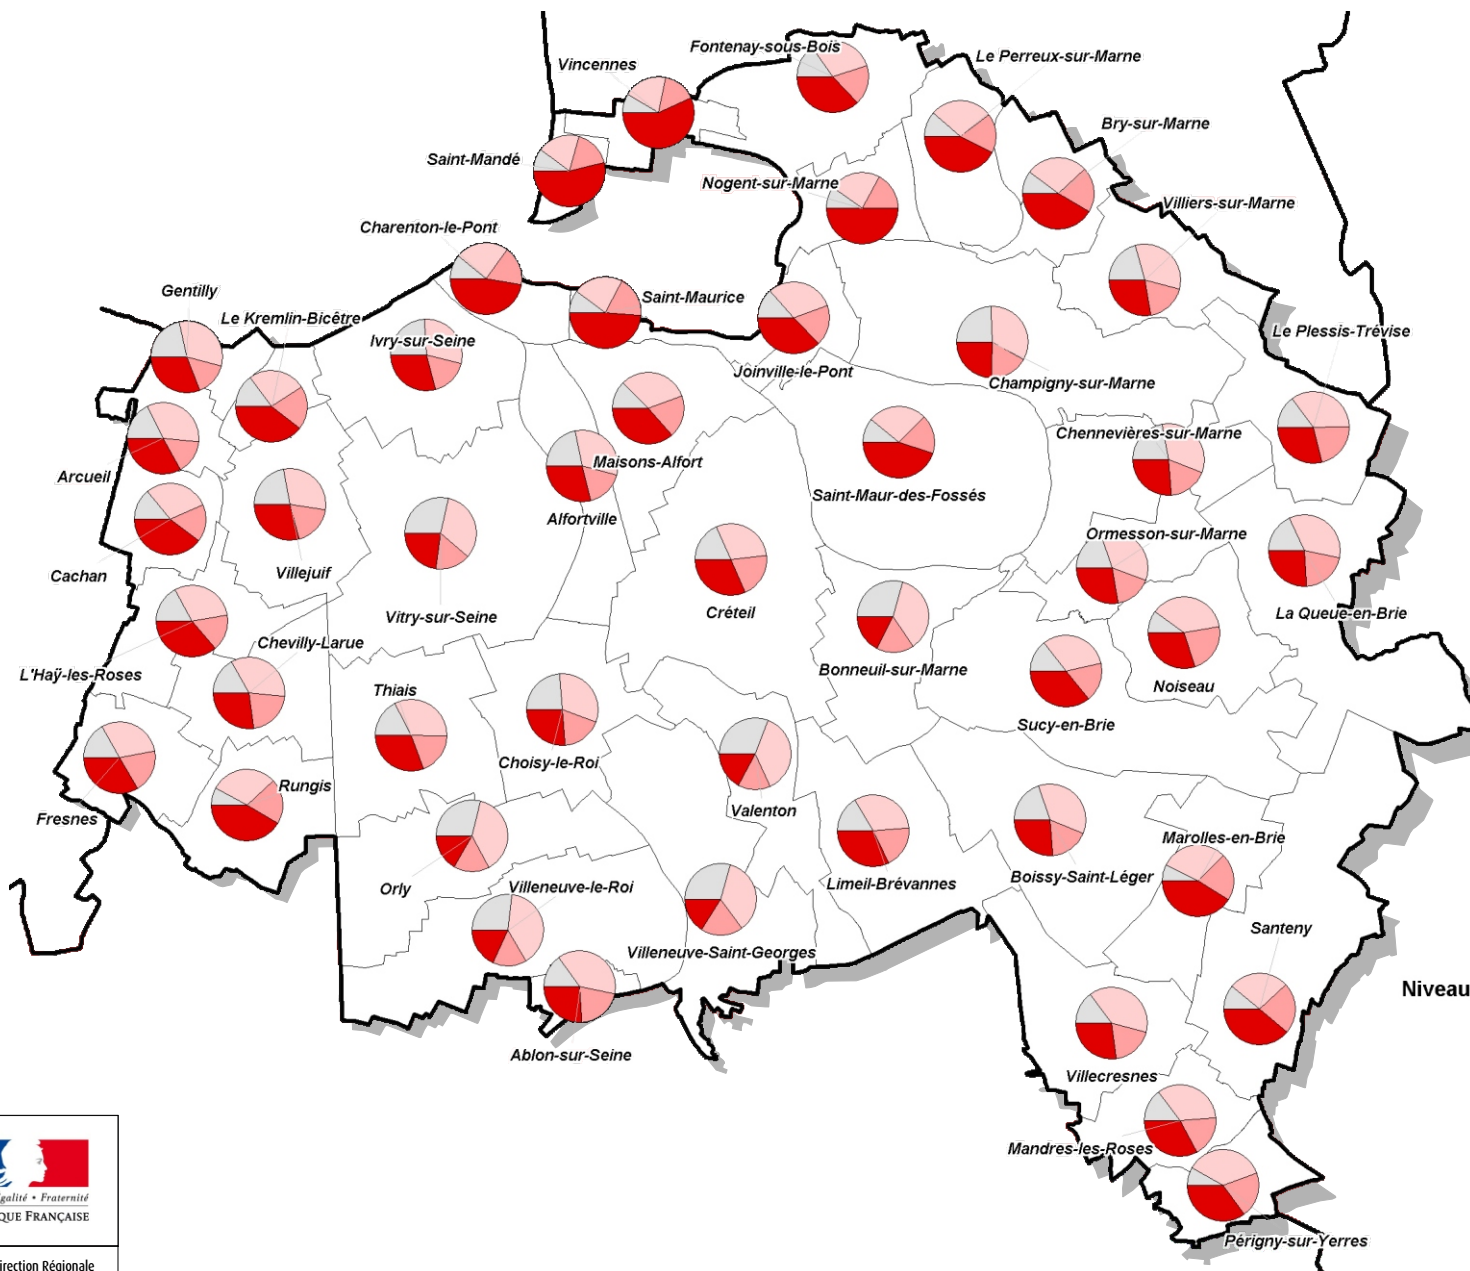 Fontenay-sous-Bois
Le Perreux-sur-Marne
Vincennes
Bry-sur-Marne
Saint-Mandé
Nogent-sur-Marne
Villiers-sur-Marne
Charenton-le-Pont
Gentilly
Saint-Maurice
Le Kremlin-Bicêtre
Le Plessis-Trévise
Ivry-sur-Seine
Joinville-le-Pont
Champigny-sur-Marne
Chennevières-sur-Marne
Maisons-Alfort
Arcueil
Saint-Maur-des-Fossés
Alfortville
Ormesson-sur-Marne
Cachan
Villejuif
Vitry-sur-Seine
Créteil
La Queue-en-Brie
Chevilly-Larue
Bonneuil-sur-Marne
L'Haÿ-les-Roses
Thiais
Noiseau
Sucy-en-Brie
Choisy-le-Roi
Rungis
Valenton
Fresnes
Marolles-en-Brie
Boissy-Saint-Léger
Limeil-Brévannes
Orly
Villeneuve-le-Roi
Santeny
Villeneuve-Saint-Georges
Niveau
Ablon-sur-Seine
Villecresnes
Mandres-les-Roses
Périgny-sur-Yerres
galité • Fraternité
QUE FRANÇAISE
irection Régionale